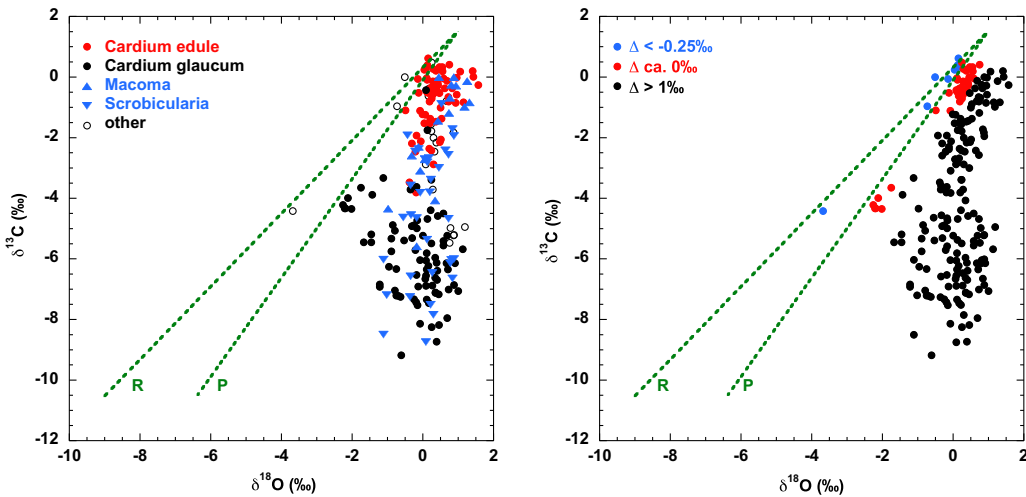 2
0
-2
-4
-6
-8
-10
-12
-10
-8
-6
-4
-2
0
2
δ13C (‰)
δ18O (‰)
Cardium edule
Cardium glaucum
Macoma
Scrobicularia
other
R
P
2
0
-2
-4
-6
-8
-10
-12
-10
-8
-6
-4
-2
0
2
δ13C (‰)
δ18O (‰)
Δ < -0.25‰
Δ ca. 0‰
Δ > 1‰
R
P